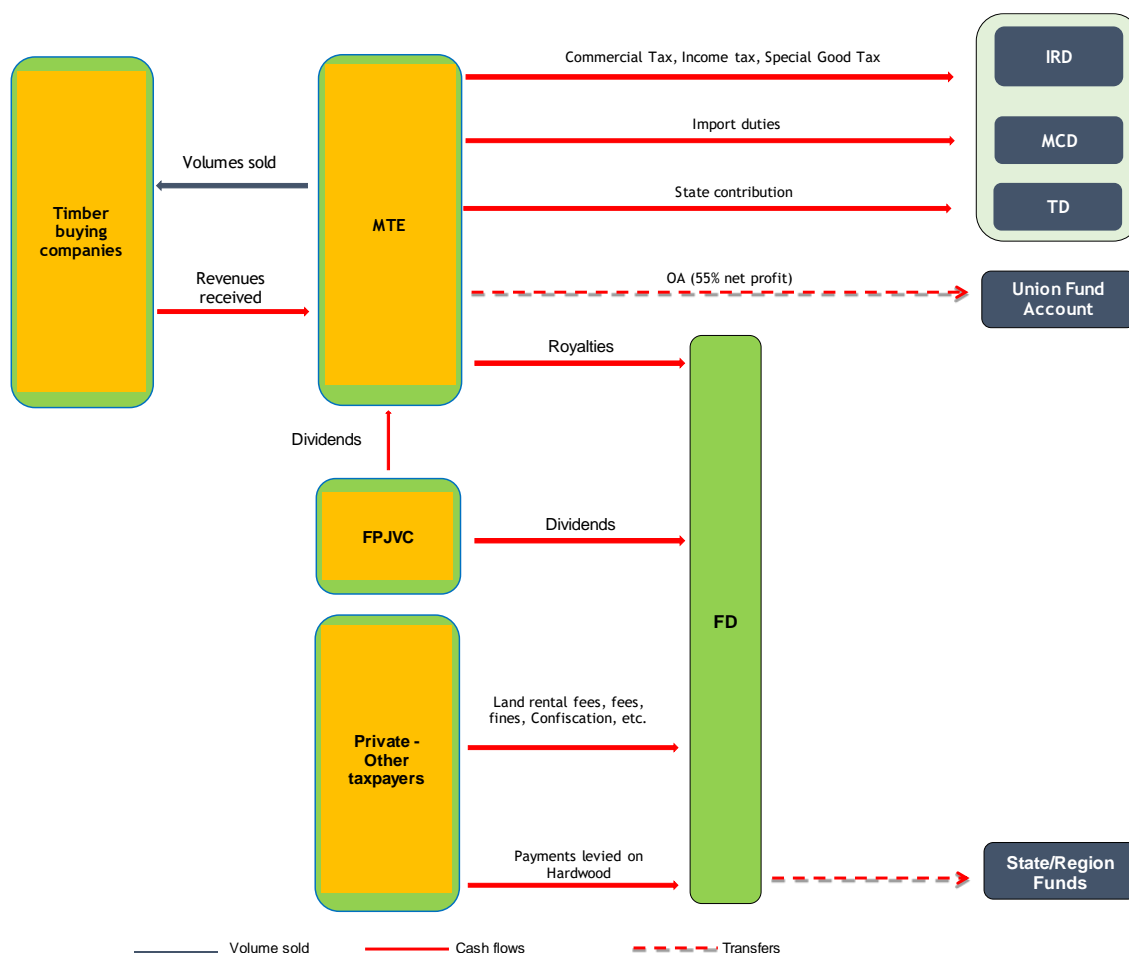 Commercial Tax, Income tax, Special Good Tax
IRD
Import duties
MCD
Volumes sold
State contribution
TD
Timber
buying
companies
MTE
Revenues
received
OA (55% net profit)
Union Fund
Account
Royalties
Dividends
FPJVC
Dividends
FD
Land rental fees, fees,
fines, Confiscation, etc.
Private -
Other
taxpayers
Payments levied on
Hardwood
State/Region
Funds
Volume sold
Cash flows
Transfers